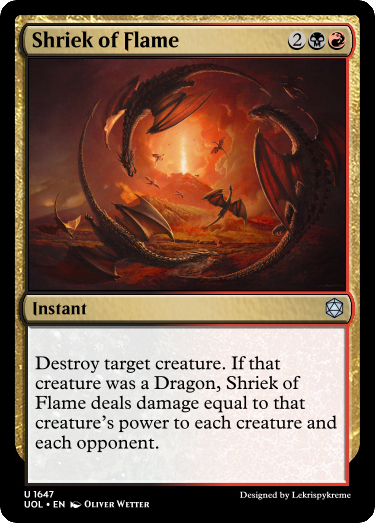 Shriek of Flame
2
Instant
Destroy target creature. If that
creature was a Dragon, Shriek of
Flame deals damage equal to that
creature's power to each creature and
each opponent.
U 1647
UOL • EN Oliver Wetter
Designed by Lekrispykreme